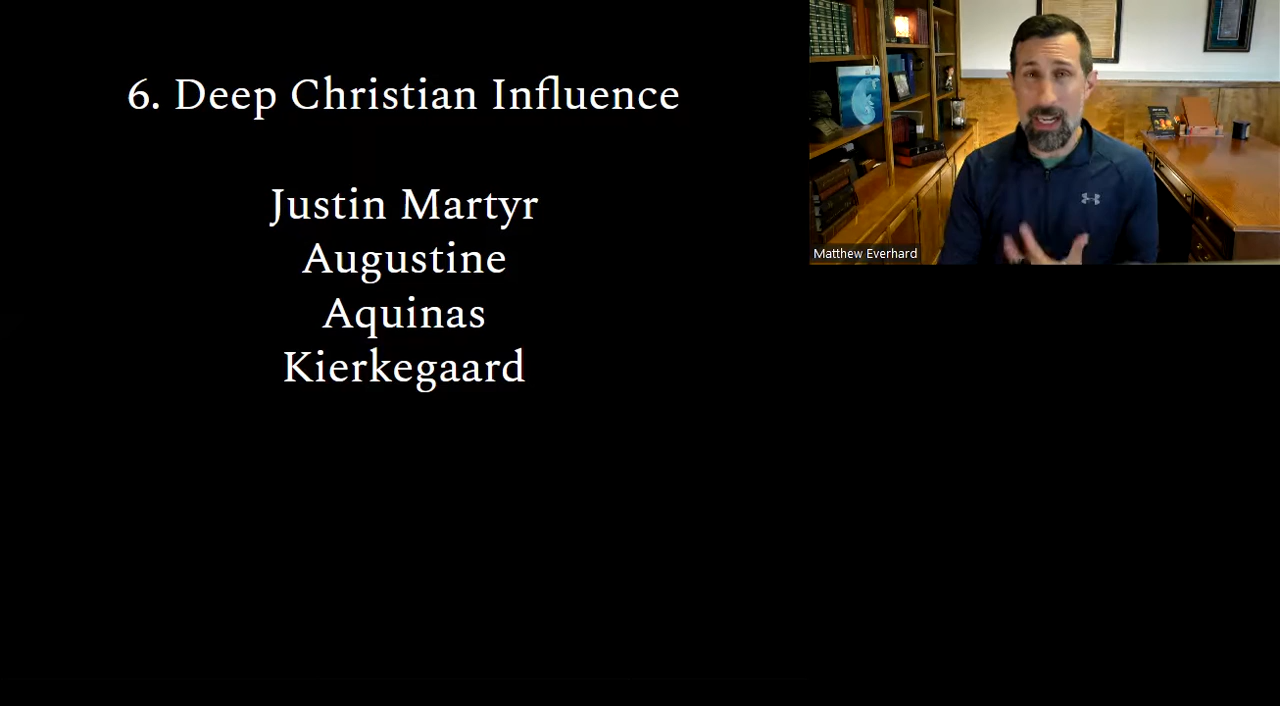 6. Deep Christian Influence
Justin Martyr
Augustine
Aquinas
Kierkegaard
Matthew Everhard